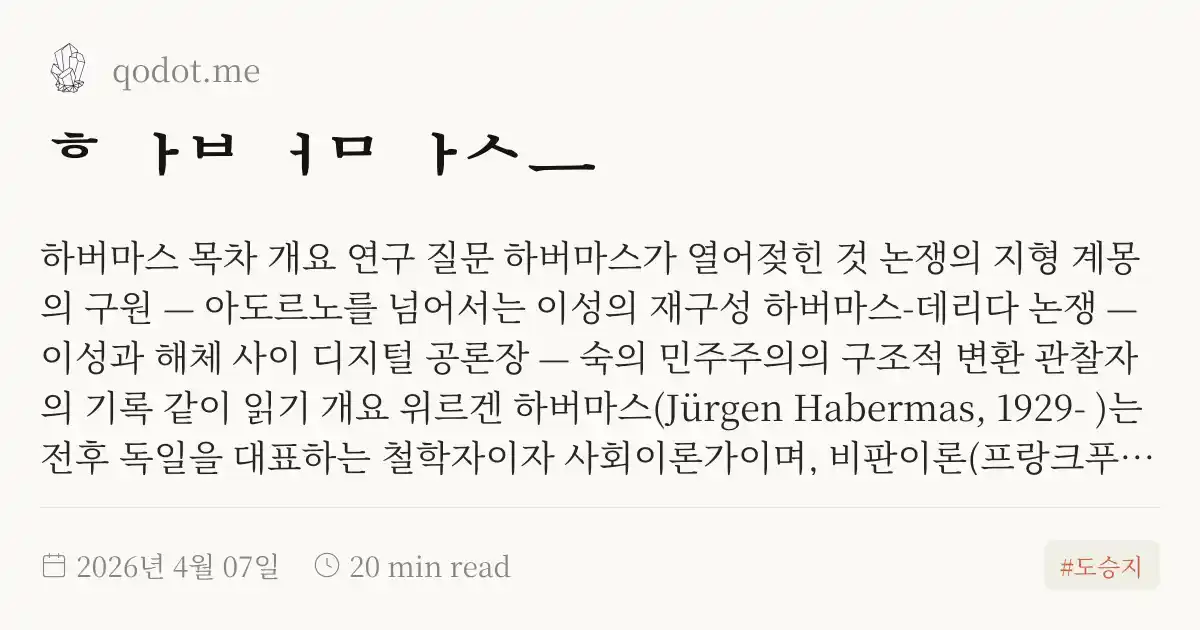 qodot.me
ㅎ ㅏㅂ ㅓㅁ ㅏㅅㅡ
하버마스 목차 개요 연구 질문 하버마스가 열어젖힌 것 논쟁의 지형 계몽
의 구원 — 아도르노를 넘어서는 이성의 재구성 하버마스-데리다 논쟁 —
이성과 해체 사이 디지털 공론장 — 숙의 민주주의의 구조적 변환 관찰자
의 기록 같이 읽기 개요 위르겐 하버마스(Jürgen Habermas, 1929- )는
전후 독일을 대표하는 철학자이자 사회이론가이며, 비판이론(프랑크푸…
2026년 4월 07일 20 min read
#도승지